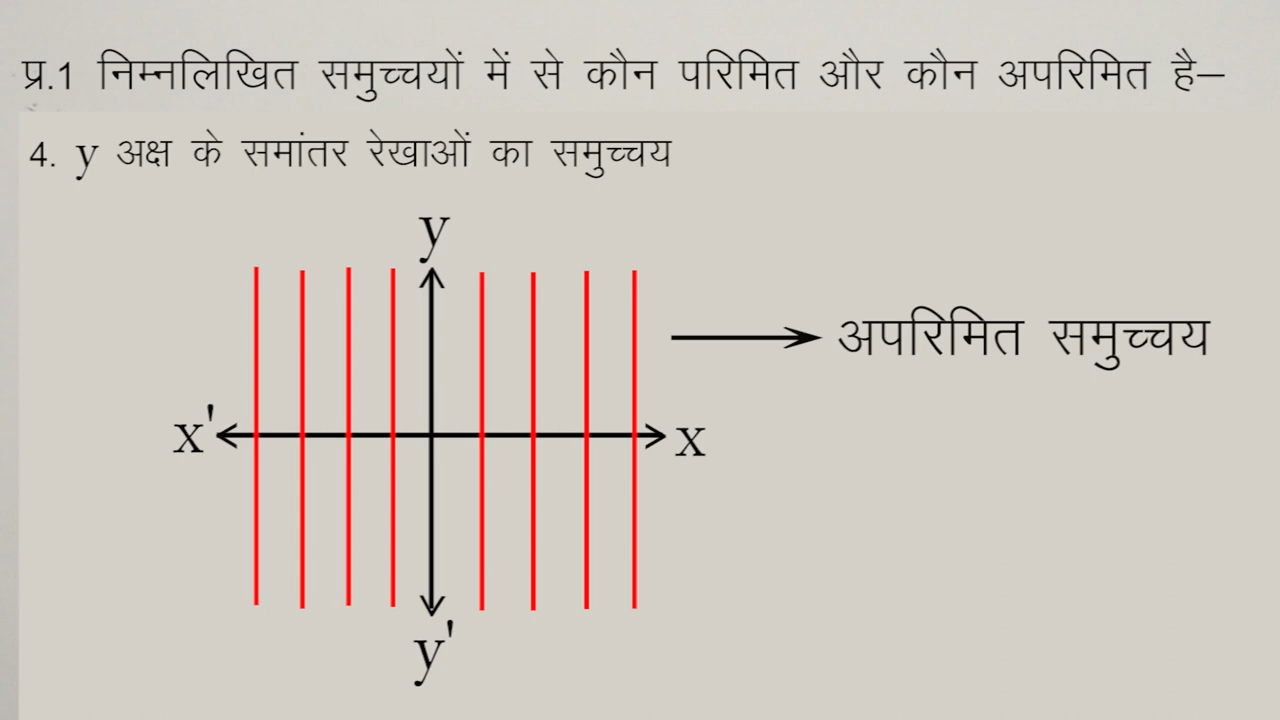 प्र.1 निम्नलिखित समुच्चयों में से कौन परिमित और कौन अपरिमित है–
4. y अक्ष के समांतर रेखाओं का समुच्चय
y
अपरिमित समुच्चय
x' x
y'